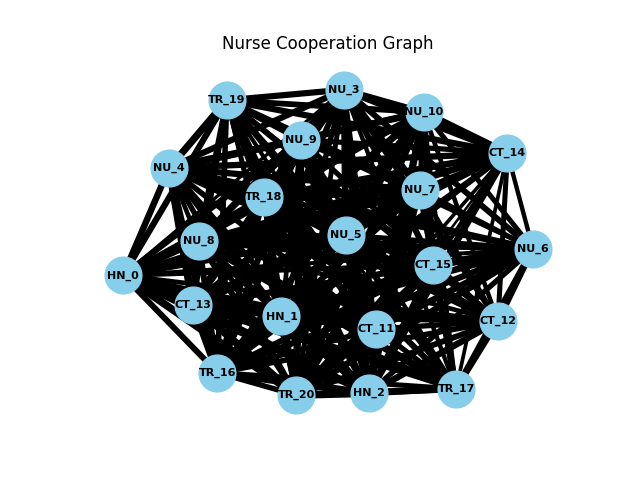 Nurse Cooperation Graph
NU_3
TR_19
NU_10
NU_9
CT_14
NU_4
NU_7
TR_18
NU_5
NU_8
NU_6
CT_15
HN_0
CT_13
HN_1
CT_12
CT_11
TR_16
TR_17
HN_2
TR_20